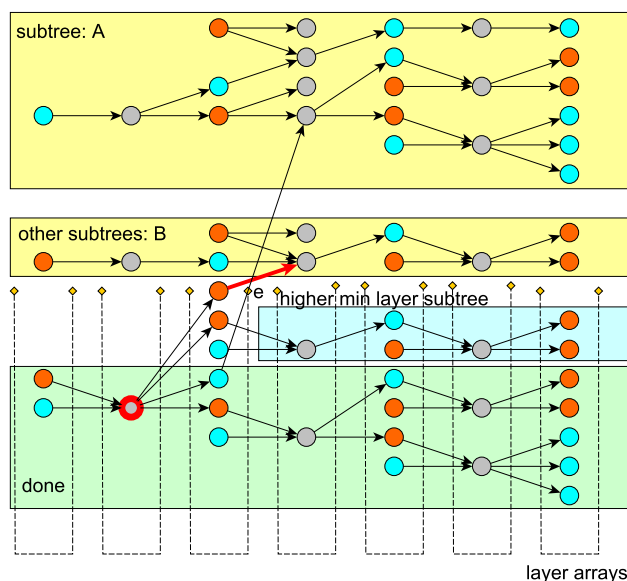 subtree: A
other subtrees: B
e
higher min layer subtree
done
layer arrays